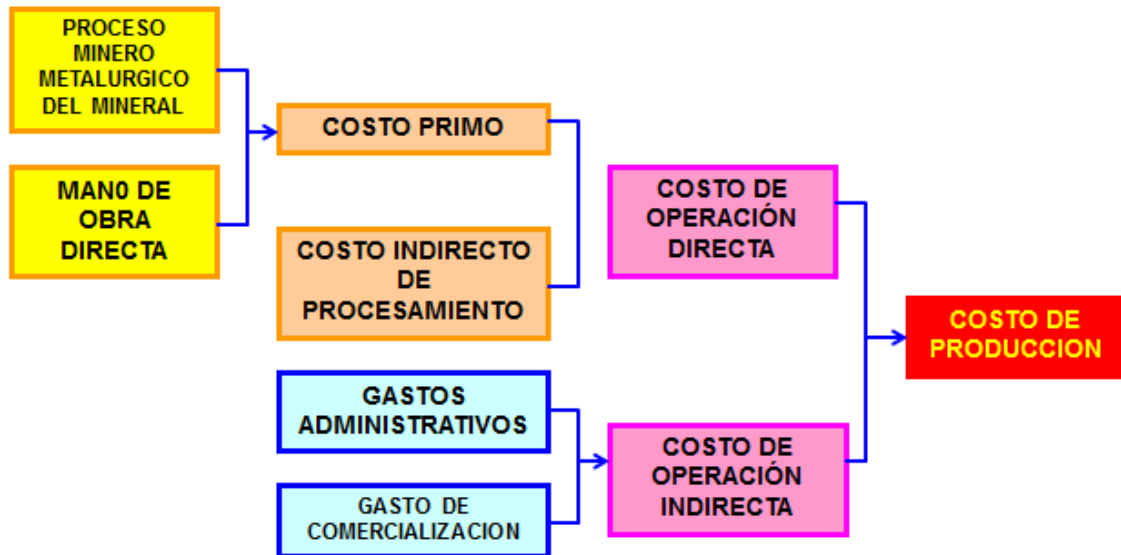 PROCESO
MINERO
METALURGICO
DEL MINERAL
MAN0 DE
OBRA
DIRECTA
COSTO PRIMO
COSTO INDIRECTO
DE
PROCESAMIENTO
GASTOS
ADMINISTRATIVOS
GASTO DE
COMERCIALIZACION
COSTO DE
OPERACIÓN
DIRECTA
COSTO DE
OPERACIÓN
INDIRECTA
COSTO DE
PRODUCCION